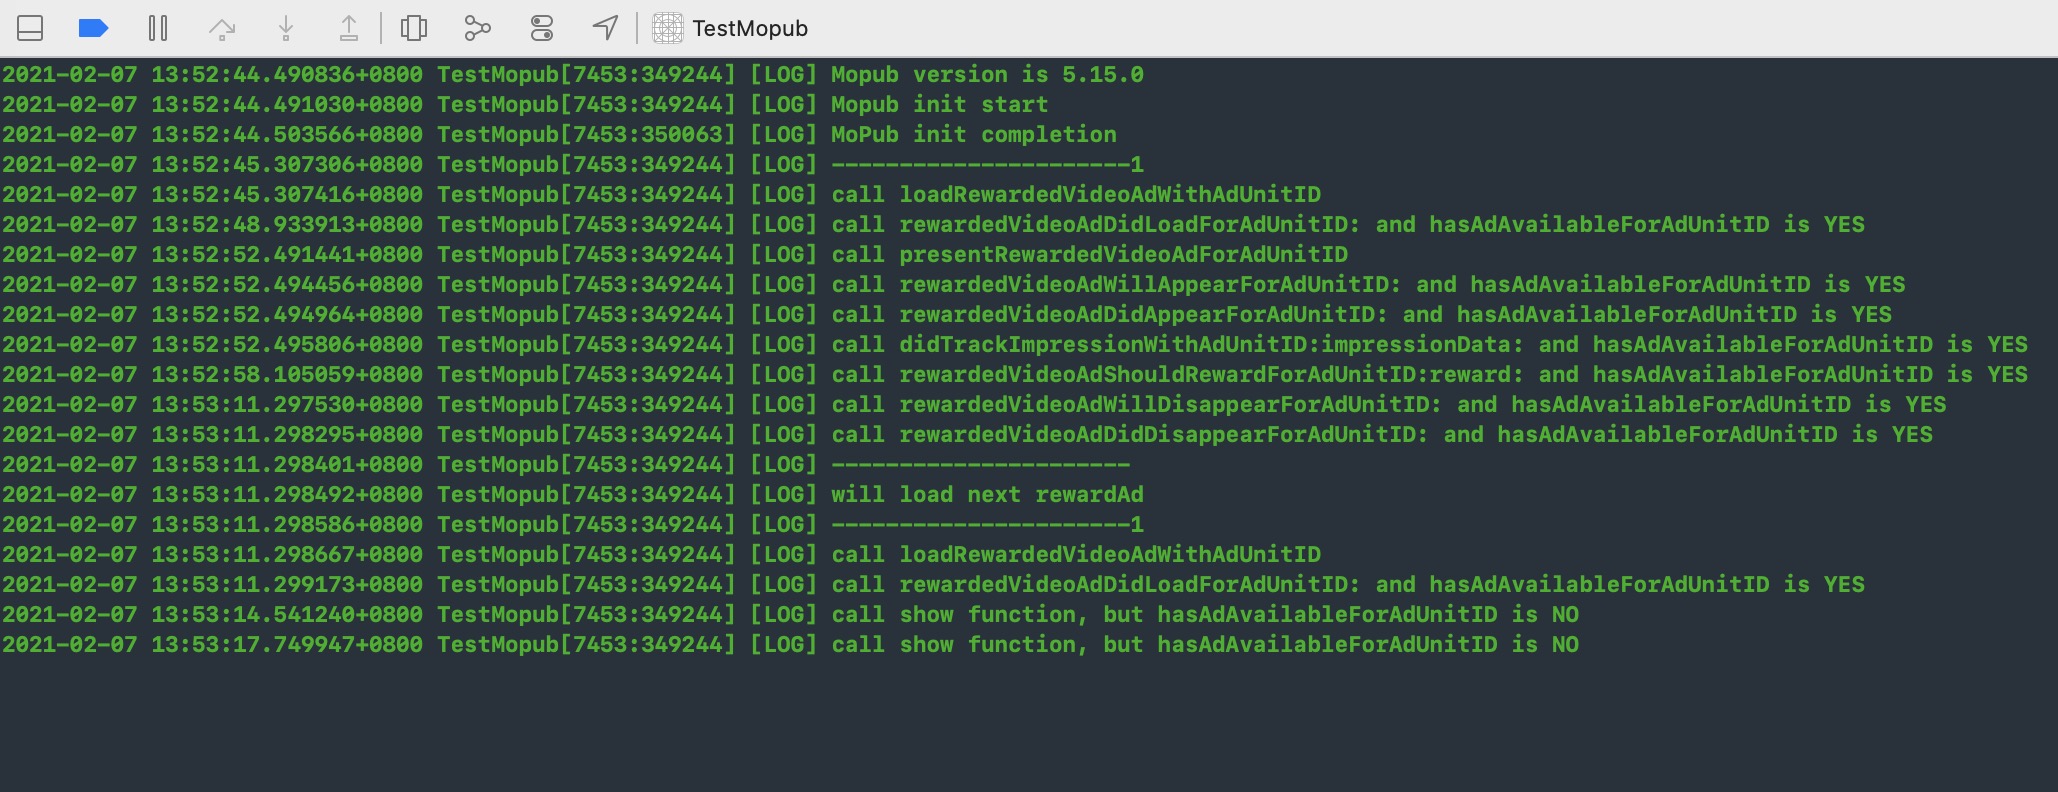 TestMopub
2021-02-07 13:52:44.490836+0800 TestMopub[7453:349244] [LOG] Mopub version is 5.15.0
2021-02-07 13:52:44.491030+0800 TestMopub[7453:349244] [LOG] Mopub init start
2021-02-07 13:52:44.503566+0800 TestMopub[7453:350063] [LOG] MoPub init completion
2021-02-07 13:52:45.307306+0800 TestMopub[7453:349244] [LOG] ----------------------1
2021-02-07 13:52:45.307416+0800 TestMopub[7453:349244] [LOG] call loadRewardedVideoAdWithAdUnitID
2021-02-07 13:52:48.933913+0800 TestMopub[7453:349244] [LOG] call rewardedVideoAdDidLoadForAdUnitID: and hasAdAvailableForAdUnitID is YES
2021-02-07 13:52:52.491441+0800 TestMopub[7453:349244] [LOG] call presentRewardedVideoAdForAdUnitID
2021-02-07 13:52:52.494456+0800 TestMopub[7453:349244] [LOG] call rewardedVideoAdWillAppearForAdUnitID: and hasAdAvailableForAdUnitID is YES
2021-02-07 13:52:52.494964+0800 TestMopub[7453:349244] [LOG] call rewardedVideoAdDidAppearForAdUnitID: and hasAdAvailableForAdUnitID is YES
2021-02-07 13:52:52.495806+0800 TestMopub[7453:349244] [LOG] call didTrackImpressionWithAdUnitID:impressionData: and hasAdAvailableForAdUnitID is YES
2021-02-07 13:52:58.105059+0800 TestMopub[7453:349244] [LOG] call rewardedVideoAdShouldRewardForAdUnitID:reward: and hasAdAvailableForAdUnitID is YES
2021-02-07 13:53:11.297530+0800 TestMopub[7453:349244] [LOG] call rewardedVideoAdWillDisappearForAdUnitID: and hasAdAvailableForAdUnitID is YES
2021-02-07 13:53:11.298295+0800 TestMopub[7453:349244] [LOG] call rewardedVideoAdDidDisappearForAdUnitID: and hasAdAvailableForAdUnitID is YES
2021-02-07 13:53:11.298401+0800 TestMopub[7453:349244] [LOG] ----------------------
2021-02-07 13:53:11.298492+0800 TestMopub[7453:349244] [LOG] will load next rewardAd
2021-02-07 13:53:11.298586+0800 TestMopub[7453:349244] [LOG] ----------------------1
2021-02-07 13:53:11.298667+0800 TestMopub[7453:349244] [LOG] call loadRewardedVideoAdWithAdUnitID
2021-02-07 13:53:11.299173+0800 TestMopub[7453:349244] [LOG] call rewardedVideoAdDidLoadForAdUnitID: and hasAdAvailableForAdUnitID is YES
2021-02-07 13:53:14.541240+0800 TestMopub[7453:349244] [LOG] call show function, but hasAdAvailableForAdUnitID is NO
2021-02-07 13:53:17.749947+0800 TestMopub[7453:349244] [LOG] call show function, but hasAdAvailableForAdUnitID is NO